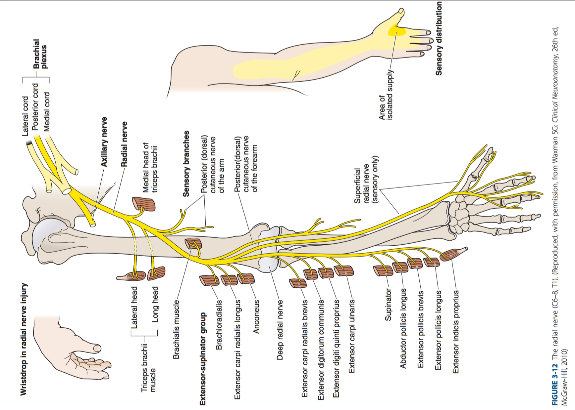 Wristdrop in radial nerve injury
Lateral cord
Posterior cord
Medial cord
Brachial
plexus
Axillary nerve
Radial nerve
Medial head of
triceps brachii
Lateral head
Long head
Triceps brachii
muscle
Brachialis muscle
Sensory branches
Posterior (dorsal)
cutaneous nerve
of the arm
Posterior(dorsal)
cutaneous nerve
of the forearm
Extensor-supinator group
Brachioradialis
Extensor carpi radialis longus
Anconeus
Deep radial nerve
Extensor carpi radialis brevis
Extensor digitorum communis
Extensor digiti quinti proprius
Extensor carpi ulnaris
Superficial
radial nerve
(sensory only)
Supinator
Abductor pollicis longus
Extensor pollicis brevis
Extensor pollicis longus
Extensor indicis proprius
Area of
isolated supply
Sensory distribution
FIGURE 3-12 The radial nerve (C6–8, T1). (Reproduced, with permission, from Waxman SG: Clinical Neuroanatomy, 26th ed,
McGraw-Hill, 2010)